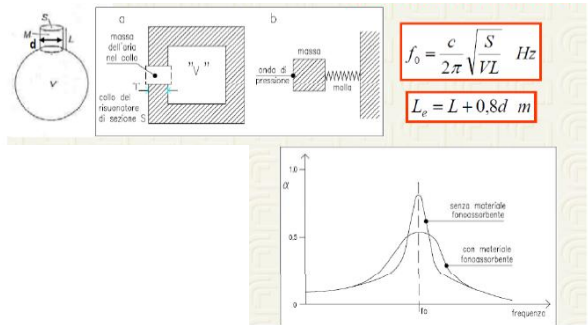 S
M
d
L
V
a
massa
dell'aria
nel collo
"V"
collo del
risuonatore
di sezione S
b
massa
onda di
pressione
molla
f₀ = c / 2π √(S / VL) Hz
Lₑ = L + 0,8d m
α
1,0
0,5
0
senza materiale
fonoassorbente
con materiale
fonoassorbente
fo
frequenza